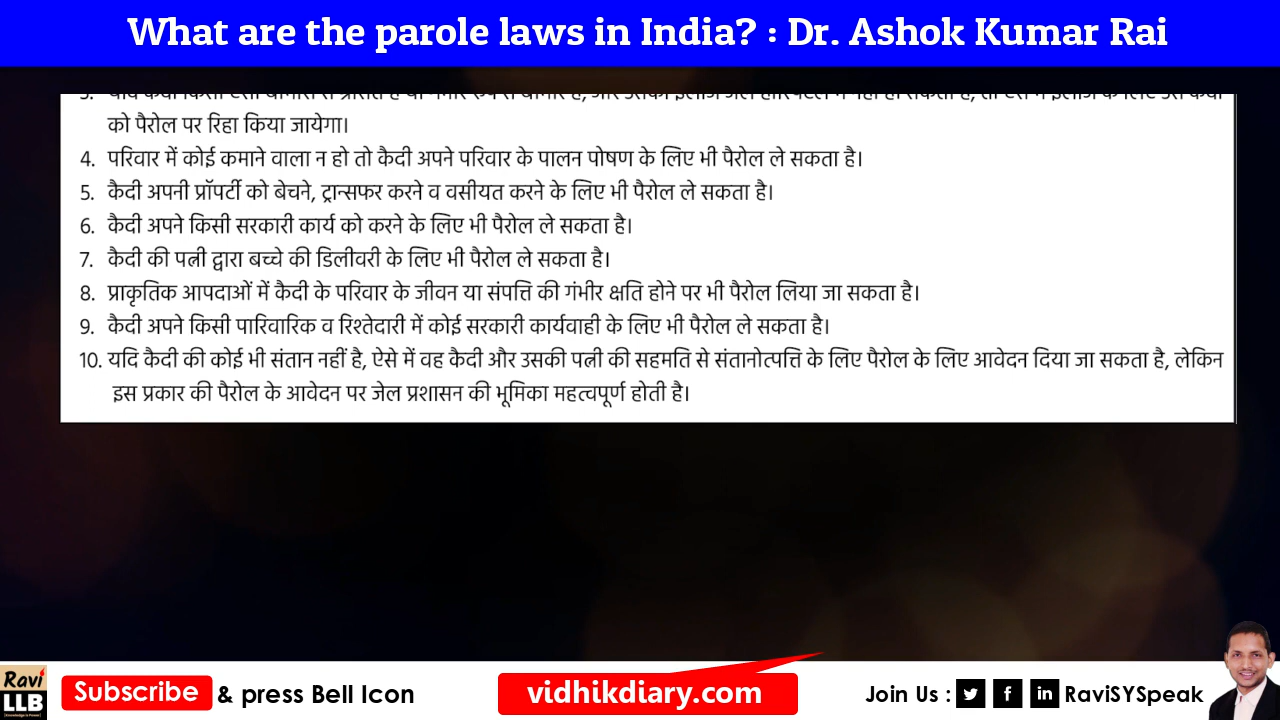 What are the parole laws in India? : Dr. Ashok Kumar Rai
को पैरोल पर रिहा किया जायेगा।
4. परिवार में कोई कमाने वाला न हो तो कैदी अपने परिवार के पालन पोषण के लिए भी पैरोल ले सकता है।
5. कैदी अपनी प्रॉपर्टी को बेचने, ट्रान्सफर करने व वसीयत करने के लिए भी पैरोल ले सकता है।
6. कैदी अपने किसी सरकारी कार्य को करने के लिए भी पैरोल ले सकता है।
7. कैदी की पत्नी द्वारा बच्चे की डिलीवरी के लिए भी पैरोल ले सकता है।
8. प्राकृतिक आपदाओं में कैदी के परिवार के जीवन या संपत्ति की गंभीर क्षति होने पर भी पैरोल लिया जा सकता है।
9. कैदी अपने किसी पारिवारिक व रिश्तेदारी में कोई सरकारी कार्यवाही के लिए भी पैरोल ले सकता है।
10. यदि कैदी की कोई भी संतान नहीं है, ऐसे में वह कैदी और उसकी पत्नी की सहमति से संतानोत्पत्ति के लिए पैरोल के लिए आवेदन दिया जा सकता है, लेकिन
इस प्रकार की पैरोल के आवेदन पर जेल प्रशासन की भूमिका महत्वपूर्ण होती है।
Ravi
LLB
Subscribe & press Bell Icon
vidhikdiary.com
Join Us : RaviSYSpeak